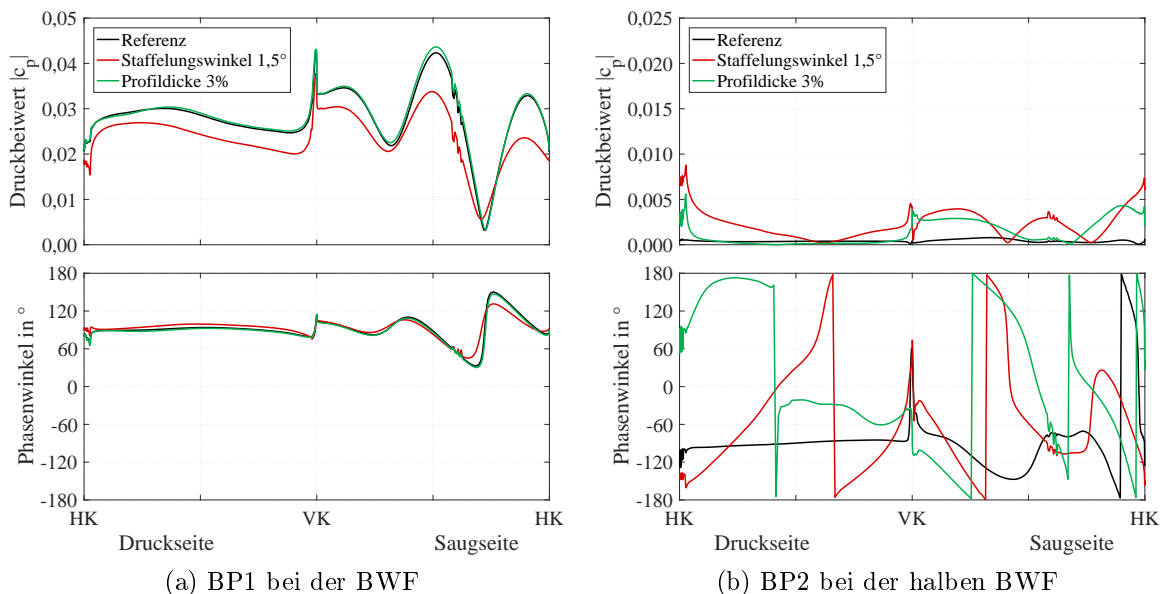 0,05
0,04
0,03
0,02
0,01
0,00
Druckbeiwert |c_p|
Referenz
Staffelungswinkel 1,5°
Profildicke 3%
180
120
60
0
-60
-120
-180
Phasenwinkel in °
HK
VK
HK
Druckseite
Saugseite
(a) BP1 bei der BWF
0,025
0,020
0,015
0,010
0,005
0,000
Druckbeiwert |c_p|
Referenz
Staffelungswinkel 1,5°
Profildicke 3%
180
120
60
0
-60
-120
-180
Phasenwinkel in °
HK
VK
HK
Druckseite
Saugseite
(b) BP2 bei der halben BWF